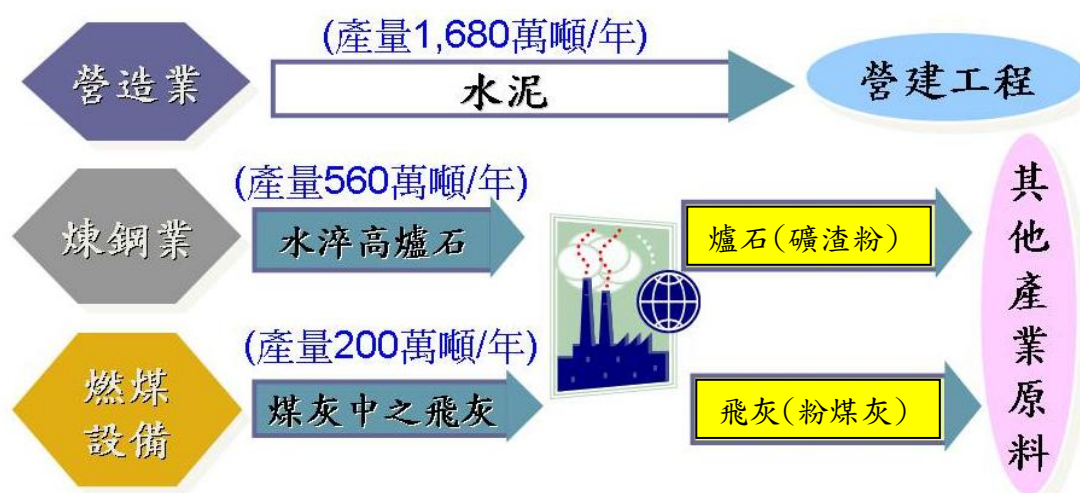 (產量1,680萬噸/年)
營造業
水泥
營建工程
(產量560萬噸/年)
煉鋼業
水淬高爐石
爐石(礦渣粉)
其他產業原料
(產量200萬噸/年)
燃煤
設備
煤灰中之飛灰
飛灰(粉煤灰)